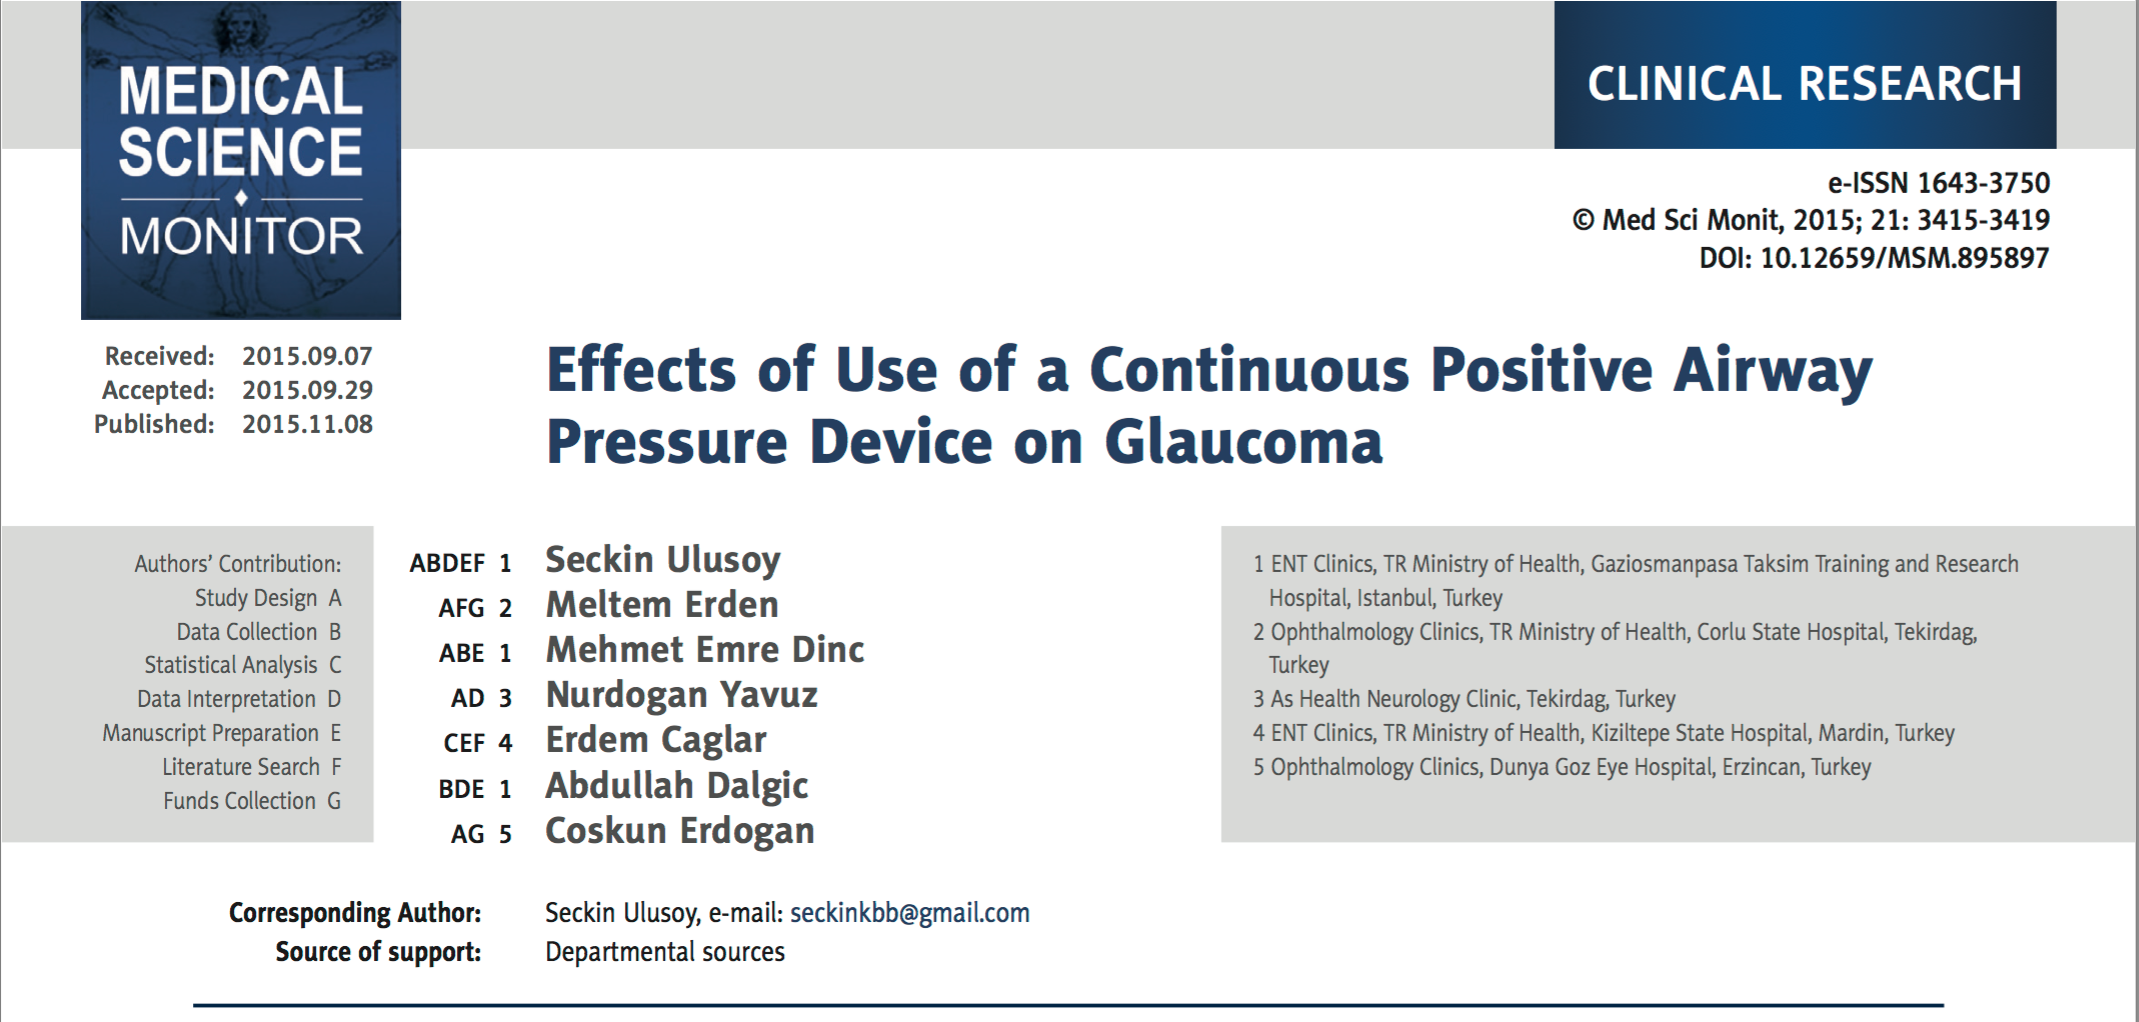 MEDICAL
SCIENCE
MONITOR
CLINICAL RESEARCH
e-ISSN 1643-3750
© Med Sci Monit, 2015; 21: 3415-3419
DOI: 10.12659/MSM.895897
Received: 2015.09.07
Accepted: 2015.09.29
Published: 2015.11.08
Effects of Use of a Continuous Positive Airway
Pressure Device on Glaucoma
Authors’ Contribution:
Study Design A
Data Collection B
Statistical Analysis C
Data Interpretation D
Manuscript Preparation E
Literature Search F
Funds Collection G
ABDEF 1 Seckin Ulusoy
AFG 2 Meltem Erden
ABE 1 Mehmet Emre Dinc
AD 3 Nurdogan Yavuz
CEF 4 Erdem Caglar
BDE 1 Abdullah Dalgic
AG 5 Coskun Erdogan
1 ENT Clinics, TR Ministry of Health, Gaziosmanpasa Taksim Training and Research
Hospital, Istanbul, Turkey
2 Ophthalmology Clinics, TR Ministry of Health, Corlu State Hospital, Tekirdag,
Turkey
3 As Health Neurology Clinic, Tekirdag, Turkey
4 ENT Clinics, TR Ministry of Health, Kiziltepe State Hospital, Mardin, Turkey
5 Ophthalmology Clinics, Dunya Goz Eye Hospital, Erzincan, Turkey
Corresponding Author: Seckin Ulusoy, e-mail: seckinkbb@gmail.com
Source of support: Departmental sources